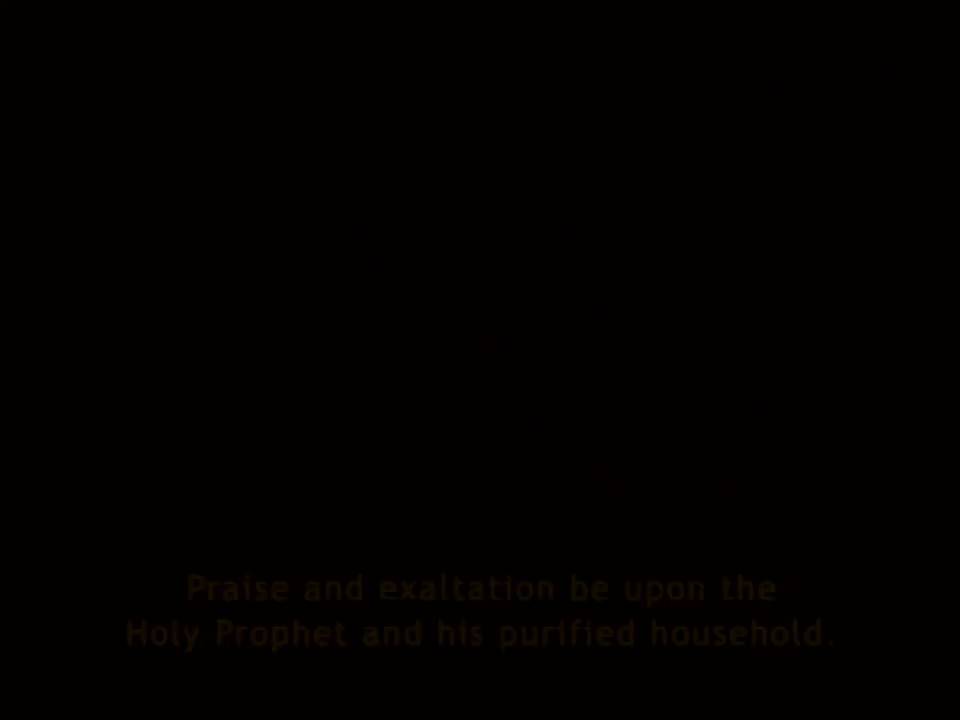 Praise and exaltation be upon the
Holy Prophet and his purified household.